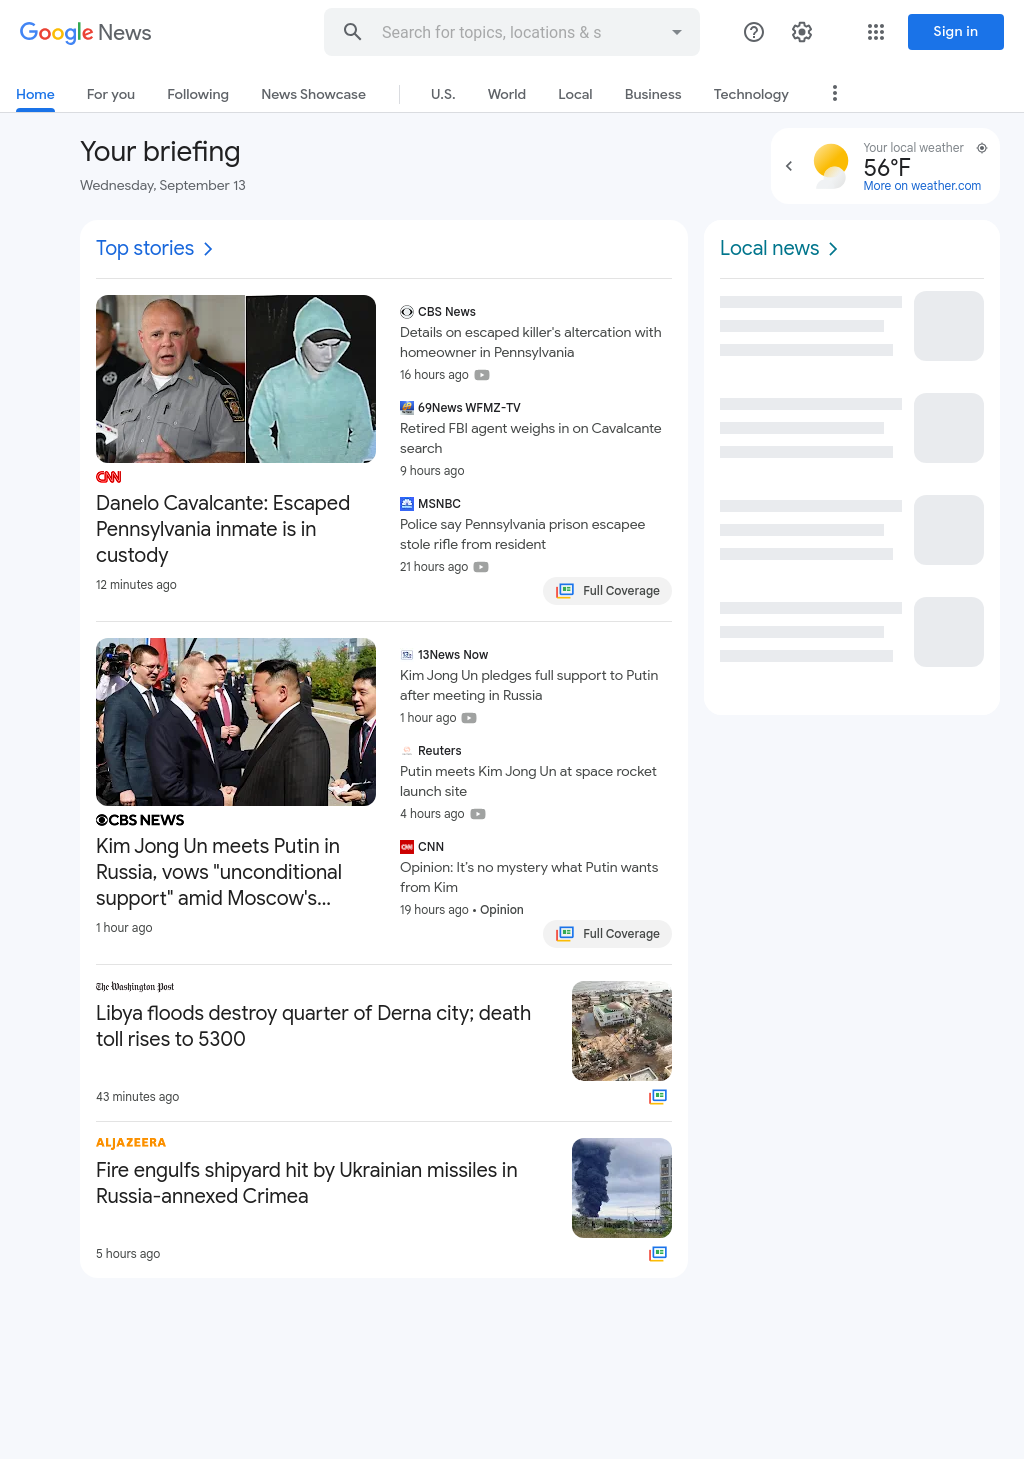 Google News
Search for topics, locations & s
Sign in
Home
For you
Following
News Showcase
U.S.
World
Local
Business
Technology
Your briefing
Wednesday, September 13
Your local weather
56°F
More on weather.com
Top stories
CNN
Danelo Cavalcante: Escaped
Pennsylvania inmate is in
custody
12 minutes ago
CBS News
Details on escaped killer's altercation with
homeowner in Pennsylvania
16 hours ago
69News WFMZ-TV
Retired FBI agent weighs in on Cavalcante
search
9 hours ago
MSNBC
Police say Pennsylvania prison escapee
stole rifle from resident
21 hours ago
Full Coverage
CBS NEWS
Kim Jong Un meets Putin in
Russia, vows "unconditional
support" amid Moscow's...
1 hour ago
13News Now
Kim Jong Un pledges full support to Putin
after meeting in Russia
1 hour ago
Reuters
Putin meets Kim Jong Un at space rocket
launch site
4 hours ago
CNN
CNN
Opinion: It's no mystery what Putin wants
from Kim
19 hours ago • Opinion
Full Coverage
The Washington Post
Libya floods destroy quarter of Derna city; death
toll rises to 5300
43 minutes ago
ALJAZEERA
Fire engulfs shipyard hit by Ukrainian missiles in
Russia-annexed Crimea
5 hours ago
Local news